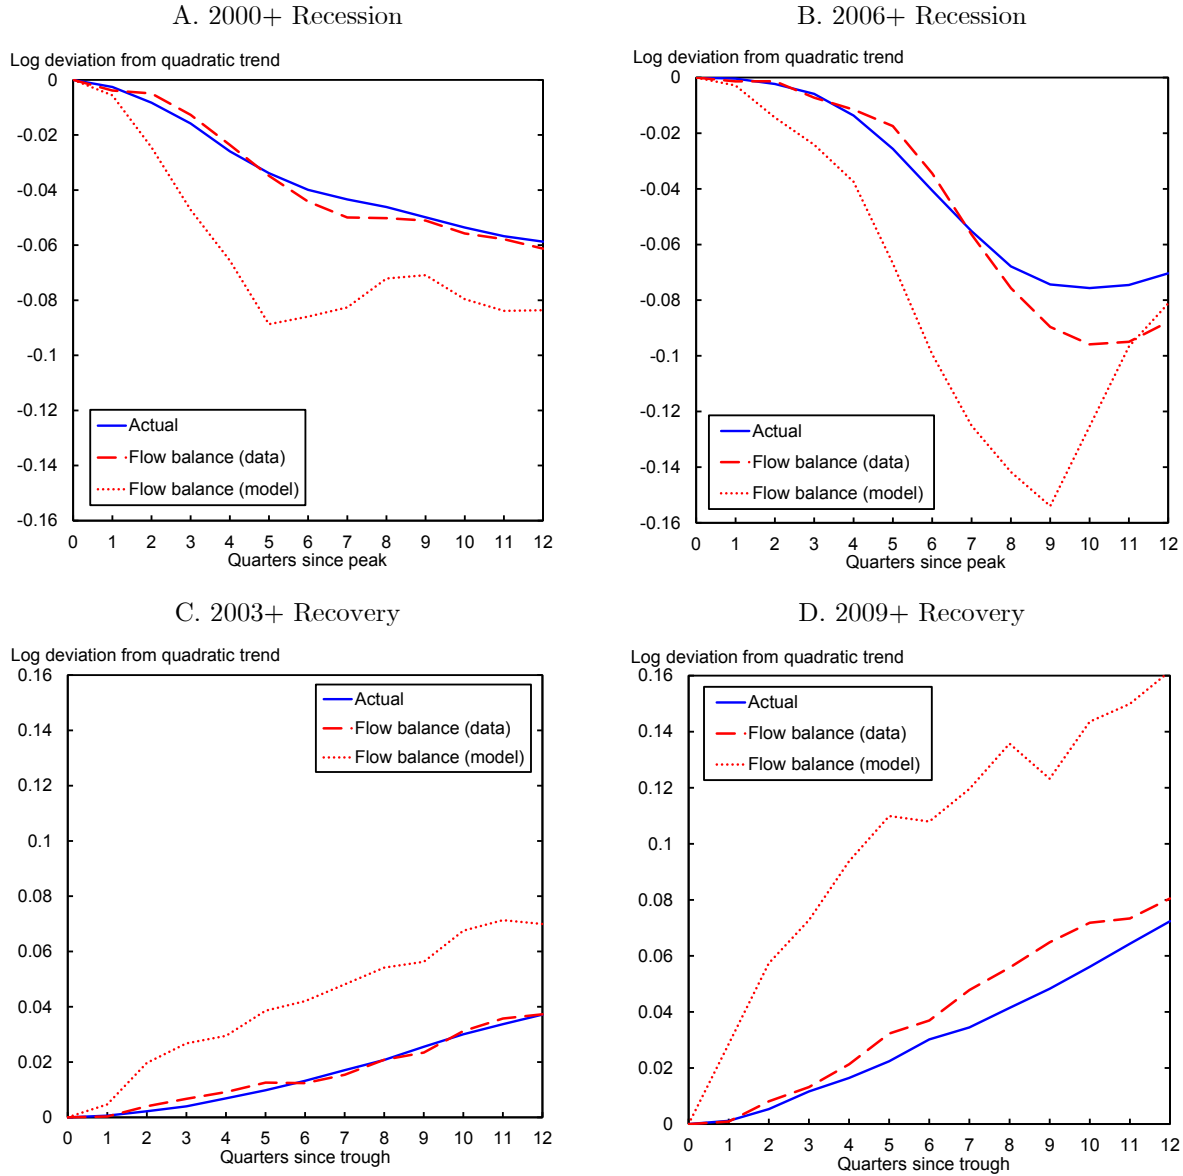 A. 2000+ Recession
Log deviation from quadratic trend
0
-0.02
-0.04
-0.06
-0.08
-0.1
-0.12
-0.14
-0.16
Actual
Flow balance (data)
Flow balance (model)
0 1 2 3 4 5 6 7 8 9 10 11 12
Quarters since peak
B. 2006+ Recession
Log deviation from quadratic trend
0
-0.02
-0.04
-0.06
-0.08
-0.1
-0.12
-0.14
-0.16
Actual
Flow balance (data)
Flow balance (model)
0 1 2 3 4 5 6 7 8 9 10 11 12
Quarters since peak
C. 2003+ Recovery
Log deviation from quadratic trend
0.16
0.14
0.12
0.1
0.08
0.06
0.04
0.02
0
Actual
Flow balance (data)
Flow balance (model)
0 1 2 3 4 5 6 7 8 9 10 11 12
Quarters since trough
D. 2009+ Recovery
Log deviation from quadratic trend
0.16
0.14
0.12
0.1
0.08
0.06
0.04
0.02
0
Actual
Flow balance (data)
Flow balance (model)
0 1 2 3 4 5 6 7 8 9 10 11 12
Quarters since trough